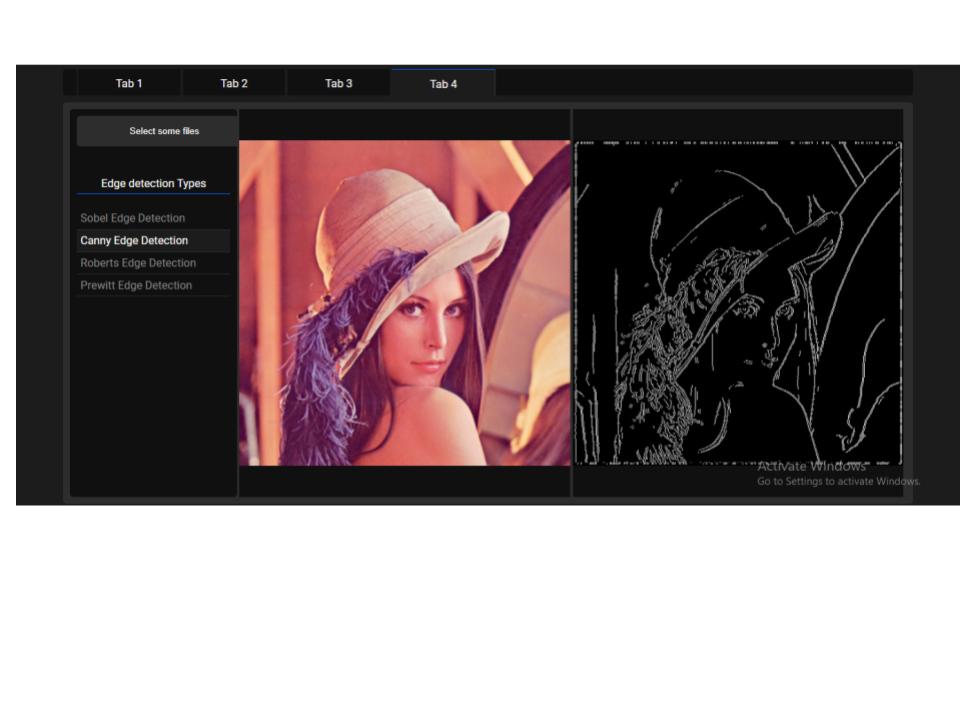 Tab 1
Tab 2
Tab 3
Tab 4
Select some files
Edge detection Types
Sobel Edge Detection
Canny Edge Detection
Roberts Edge Detection
Prewitt Edge Detection
Activate Windows
Go to Settings to activate Windows.